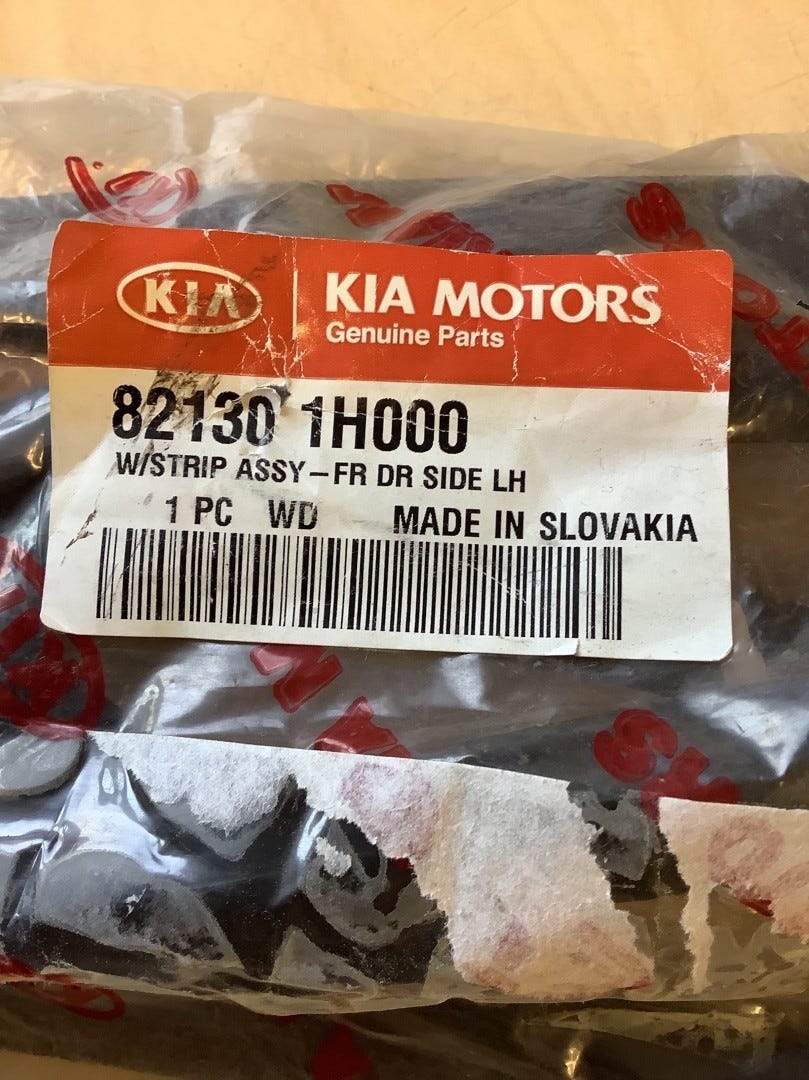 KIA
KIA MOTORS
Genuine Parts
82130 1H000
W/STRIP ASSY-FR DR SIDE LH
1 PC WD MADE IN SLOVAKIA